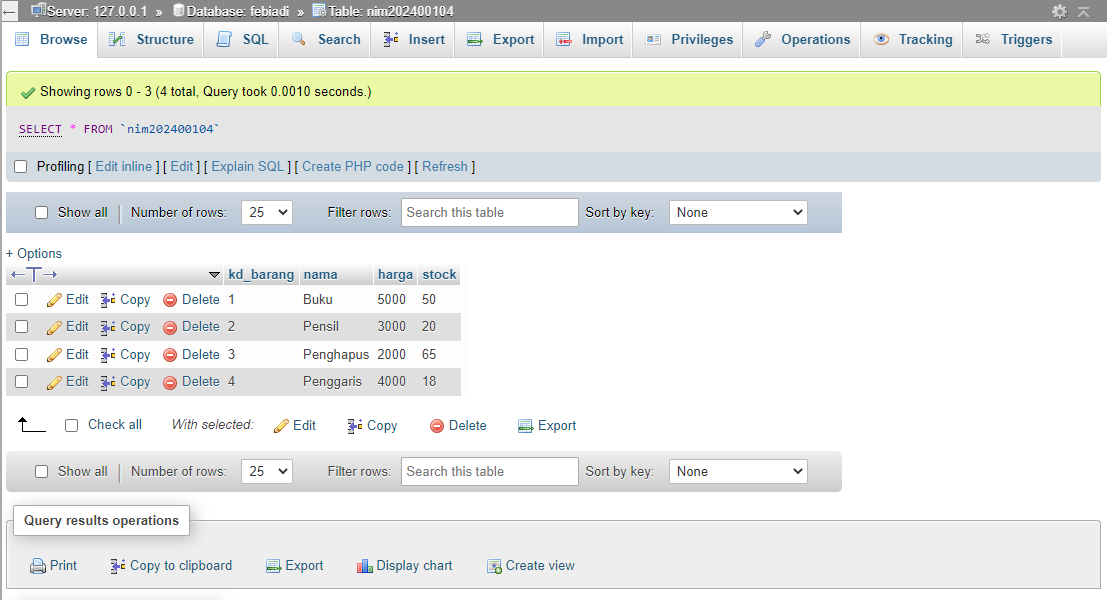 Server: 127.0.0.1 » Database: febiadi » Table: nim202400104
Browse Structure SQL Search Insert Export Import Privileges Operations Tracking Triggers
Showing rows 0 - 3 (4 total, Query took 0.0010 seconds.)
SELECT * FROM `nim202400104`
Profiling [ Edit inline ] [ Edit ] [ Explain SQL ] [ Create PHP code ] [ Refresh ]
Show all Number of rows: 25 Filter rows: Search this table Sort by key: None
+ Options
←T→ kd_barang nama harga stock
Edit Copy Delete 1 Buku 5000 50
Edit Copy Delete 2 Pensil 3000 20
Edit Copy Delete 3 Penghapus 2000 65
Edit Copy Delete 4 Penggaris 4000 18
Check all With selected: Edit Copy Delete Export
Show all Number of rows: 25 Filter rows: Search this table Sort by key: None
Query results operations
Print Copy to clipboard Export Display chart Create view